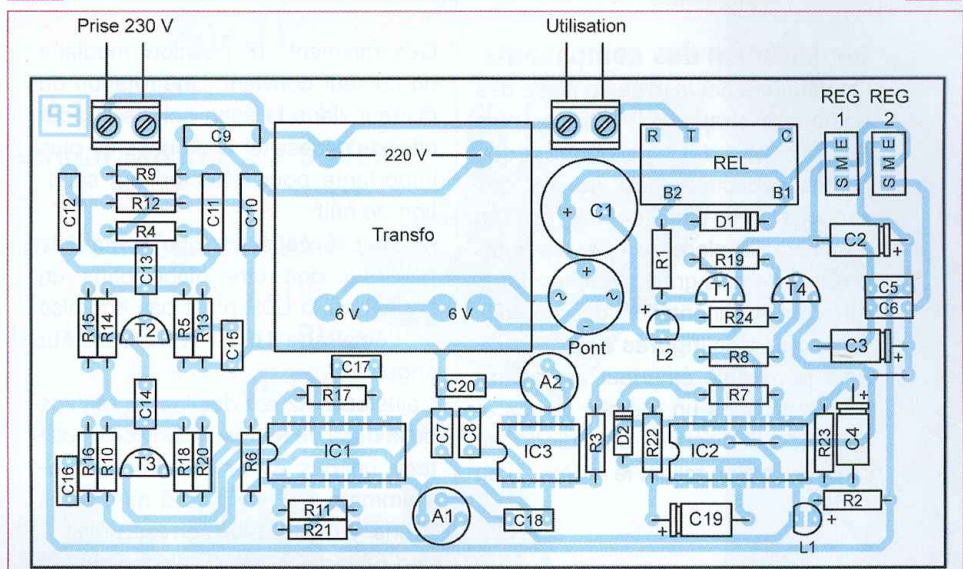 Prise 230 V
Utilisation
REG 1
REG 2
EP
C9
R T C
REL
B2 B1
220 V
S M E
S M E
R9
C12
R12
C11
C10
R4
C13
Transfo
+ C1
D1
R1
R19
C2 +
T1
T4
C5
C6
R15
R14
T2
R5
C15
6 V
6 V
+
~ ~
-
Pont
+
L2
R24
R8
C3 +
C17
R17
C20
A2
R7
C14
C16
R16
R10
T3
R18
R20
R6
IC1
C7
C8
IC3
R3
D2
R22
IC2
R23
C4 +
R11
R21
A1
C18
+ C19
L1 +
R2